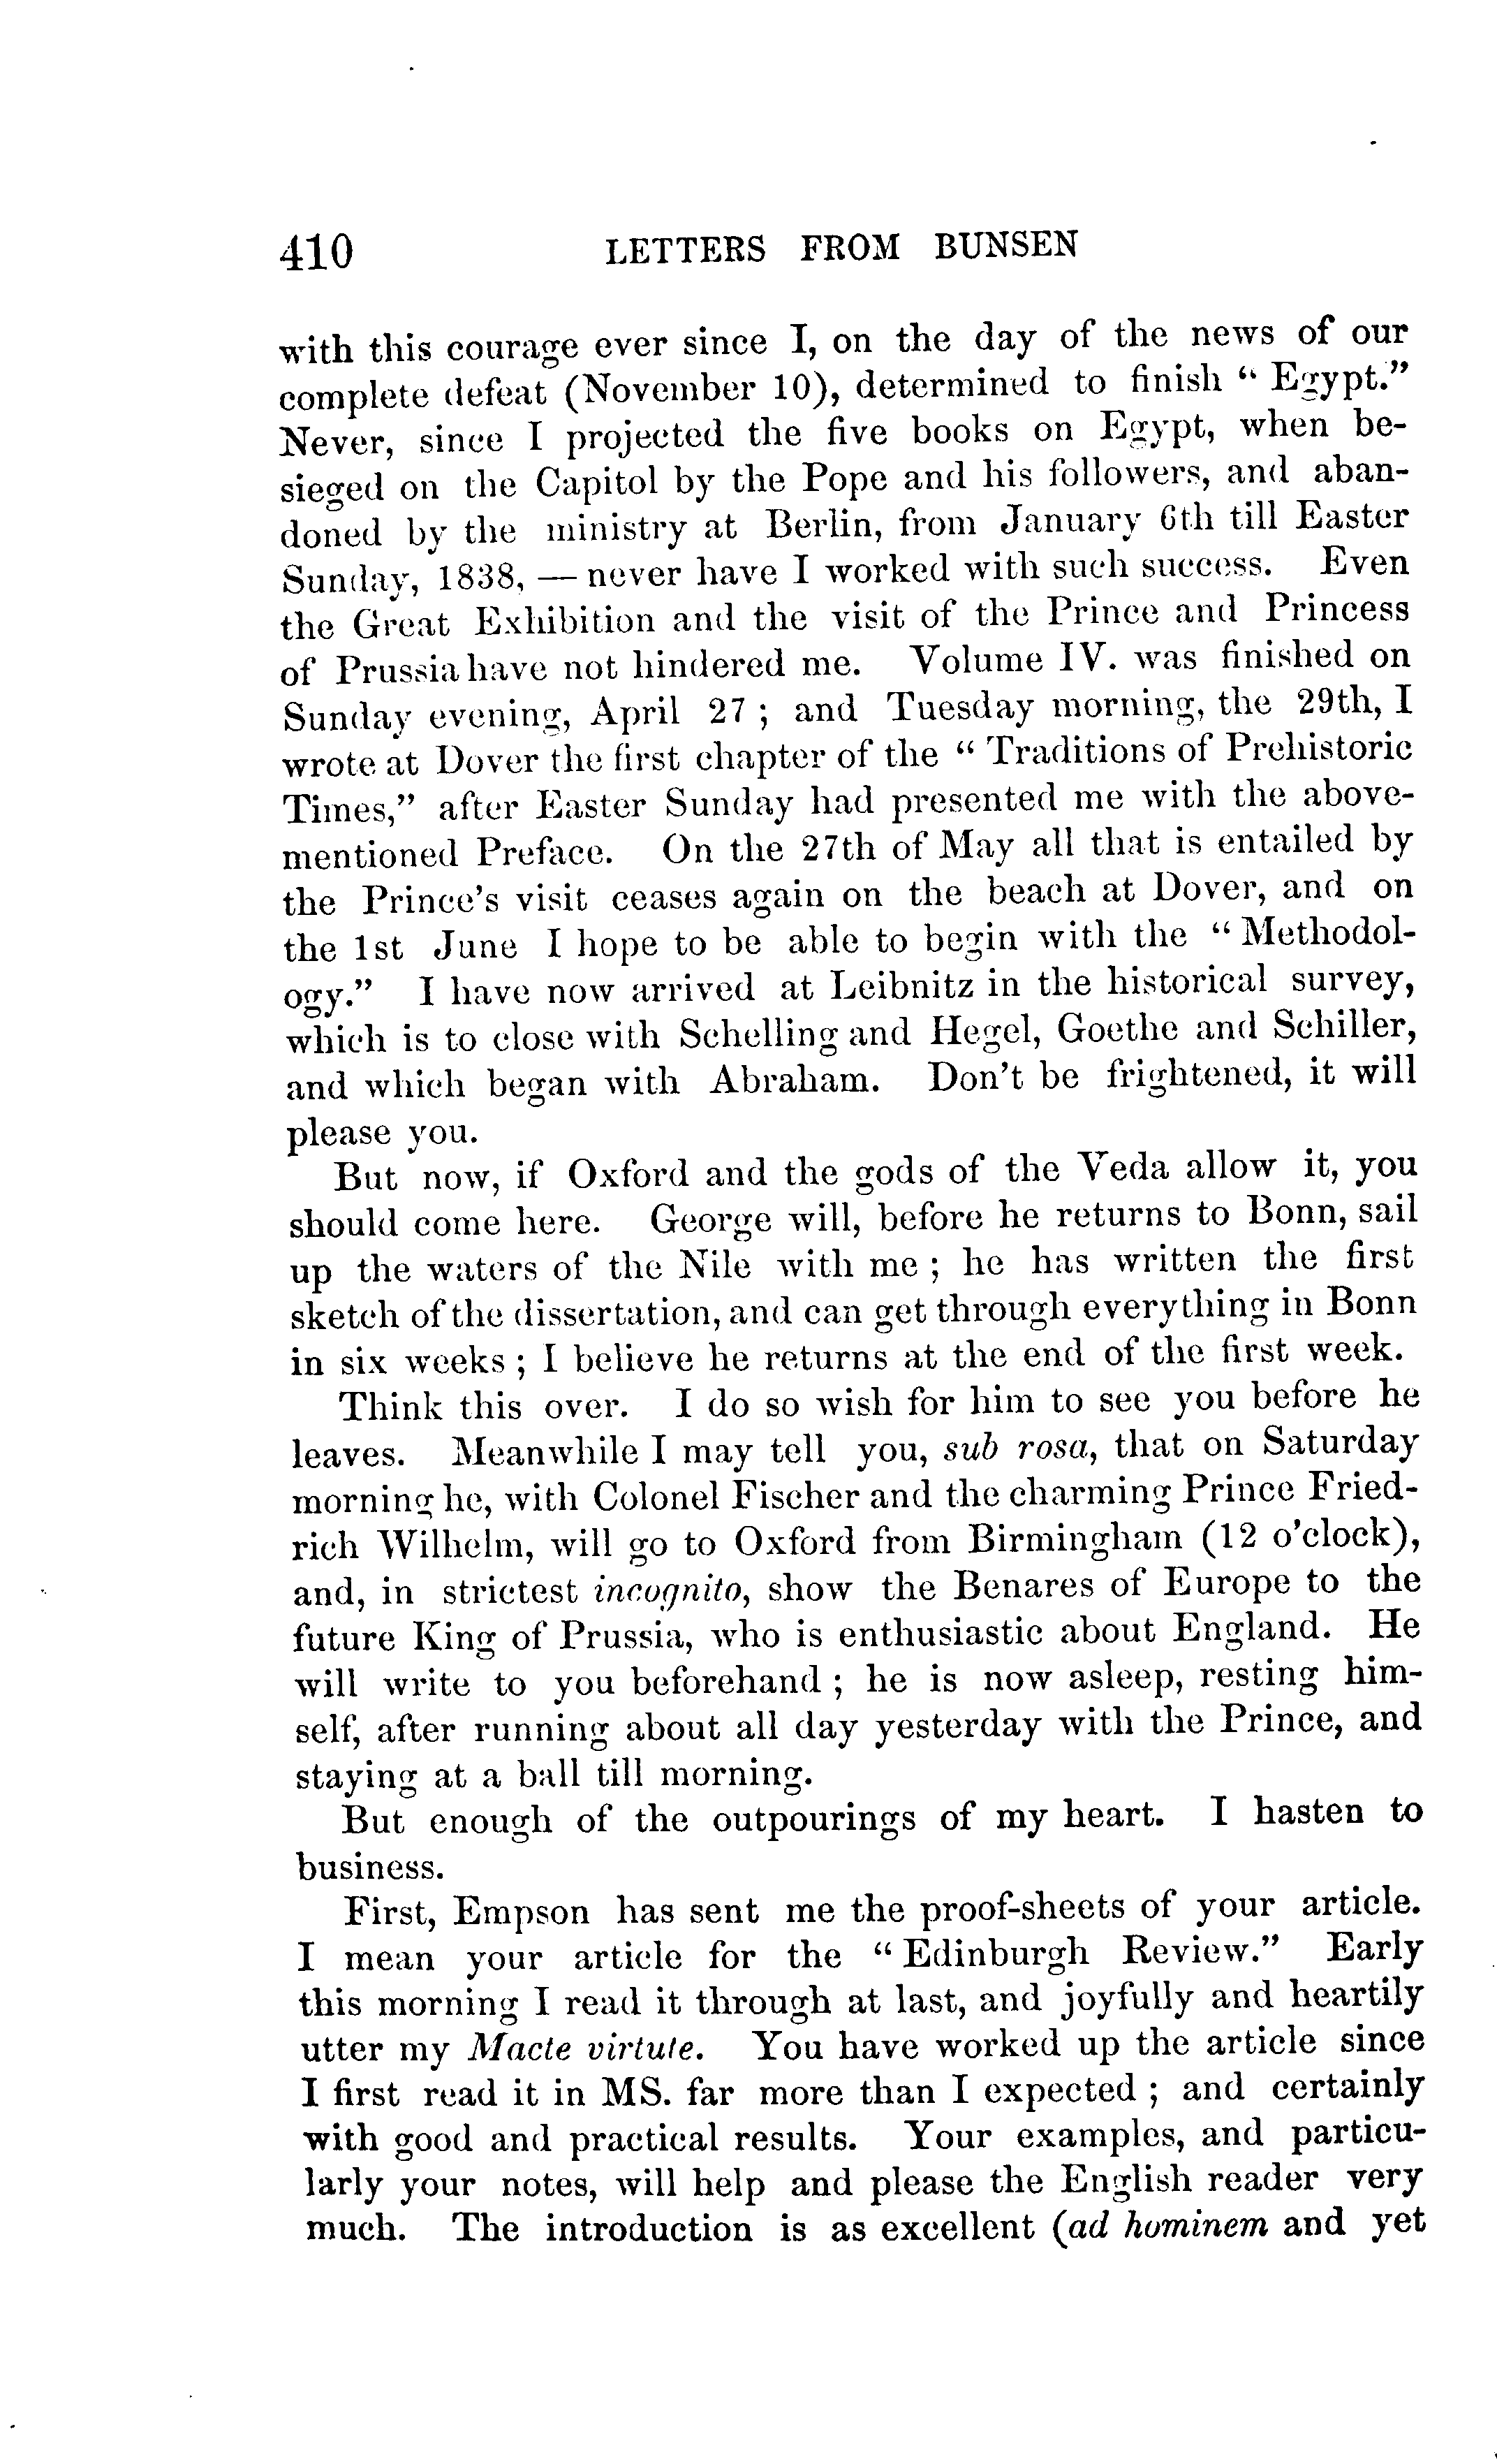 410 LETTERS FROM BUNSEN
with this courage ever since I, on the day of the news of our
complete defeat (November 10), determined to finish “ Egypt.”
Never, since I projected the five books on Egypt, when be-
sieged on the Capitol by the Pope and his followers, and aban-
doned by the ministry at Berlin, from January 6th till Easter
Sunday, 1838, — never have I worked with such success. Even
the Great Exhibition and the visit of the Prince and Princess
of Prussia have not hindered me. Volume IV. was finished on
Sunday evening, April 27 ; and Tuesday morning, the 29th, I
wrote at Dover the first chapter of the “ Traditions of Prehistoric
Times,” after Easter Sunday had presented me with the above-
mentioned Preface. On the 27th of May all that is entailed by
the Prince’s visit ceases again on the beach at Dover, and on
the 1st June I hope to be able to begin with the “ Methodol-
ogy.” I have now arrived at Leibnitz in the historical survey,
which is to close with Schelling and Hegel, Goethe and Schiller,
and which began with Abraham. Don’t be frightened, it will
please you.
But now, if Oxford and the gods of the Veda allow it, you
should come here. George will, before he returns to Bonn, sail
up the waters of the Nile with me ; he has written the first
sketch of the dissertation, and can get through everything in Bonn
in six weeks ; I believe he returns at the end of the first week.
Think this over. I do so wish for him to see you before he
leaves. Meanwhile I may tell you, sub rosa, that on Saturday
morning he, with Colonel Fischer and the charming Prince Fried-
rich Wilhelm, will go to Oxford from Birmingham (12 o’clock),
and, in strictest incognito, show the Benares of Europe to the
future King of Prussia, who is enthusiastic about England. He
will write to you beforehand ; he is now asleep, resting him-
self, after running about all day yesterday with the Prince, and
staying at a ball till morning.
But enough of the outpourings of my heart. I hasten to
business.
First, Empson has sent me the proof-sheets of your article.
I mean your article for the “ Edinburgh Review.” Early
this morning I read it through at last, and joyfully and heartily
utter my Macte virtute. You have worked up the article since
I first read it in MS. far more than I expected ; and certainly
with good and practical results. Your examples, and particu-
larly your notes, will help and please the English reader very
much. The introduction is as excellent (ad hominem and yet